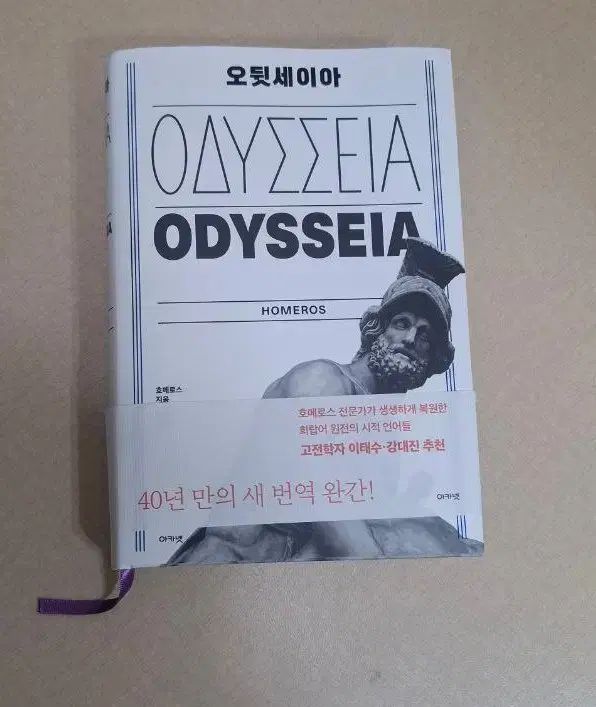 오뒷세이아
ΟΔΥΣΣΕΙΑ
ODYSSEIA
HOMEROS
호메로스
지음
호메로스 전문가가 생생하게 복원한
희랍어 원전의 시적 언어들
고전학자 이태수·강대진 추천
40년 만의 새 번역 완간!
아카넷
아카넷